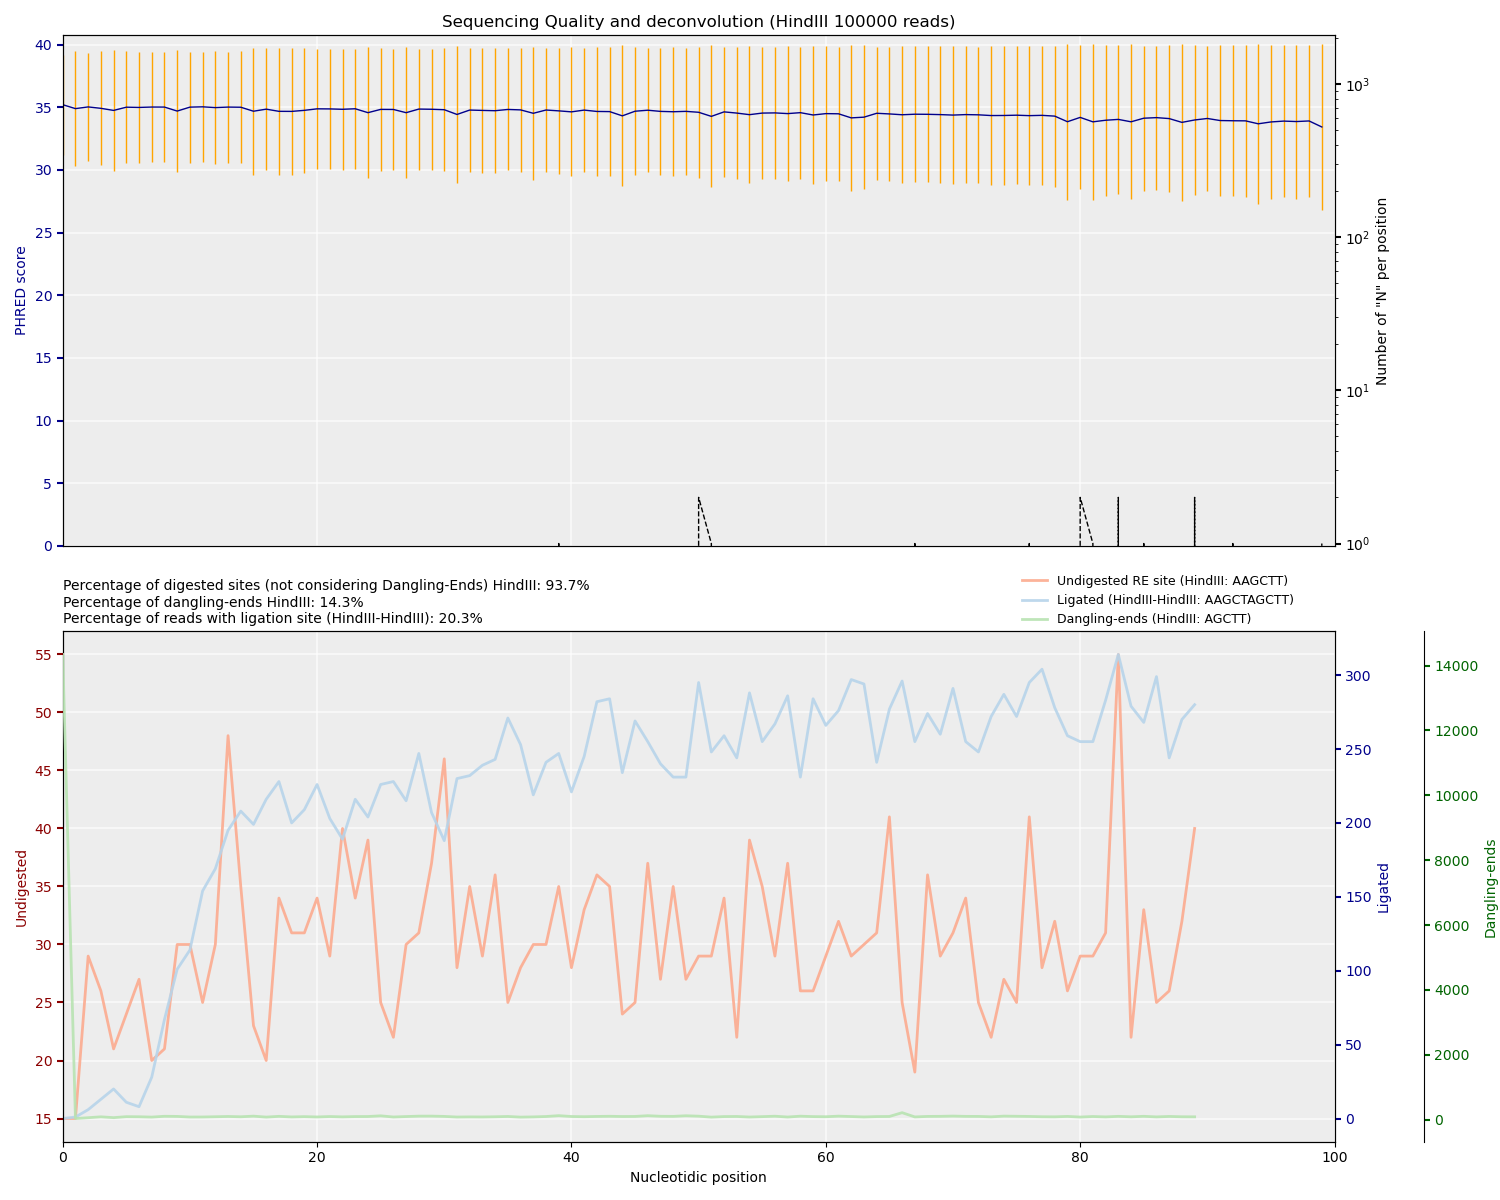 Sequencing Quality and deconvolution (HindIII 100000 reads)
40
35
30
25
20
15
10
5
0
PHRED score
10³
10²
10¹
10⁰
Number of "N" per position
Percentage of digested sites (not considering Dangling-Ends) HindIII: 93.7%
Percentage of dangling-ends HindIII: 14.3%
Percentage of reads with ligation site (HindIII-HindIII): 20.3%
Undigested RE site (HindIII: AAGCTT)
Ligated (HindIII-HindIII: AAGCTAGCTT)
Dangling-ends (HindIII: AGCTT)
55
50
45
40
35
30
25
20
15
Undigested
300
250
200
150
100
50
0
Ligated
14000
12000
10000
8000
6000
4000
2000
0
Dangling-ends
0 20 40 60 80 100
Nucleotidic position